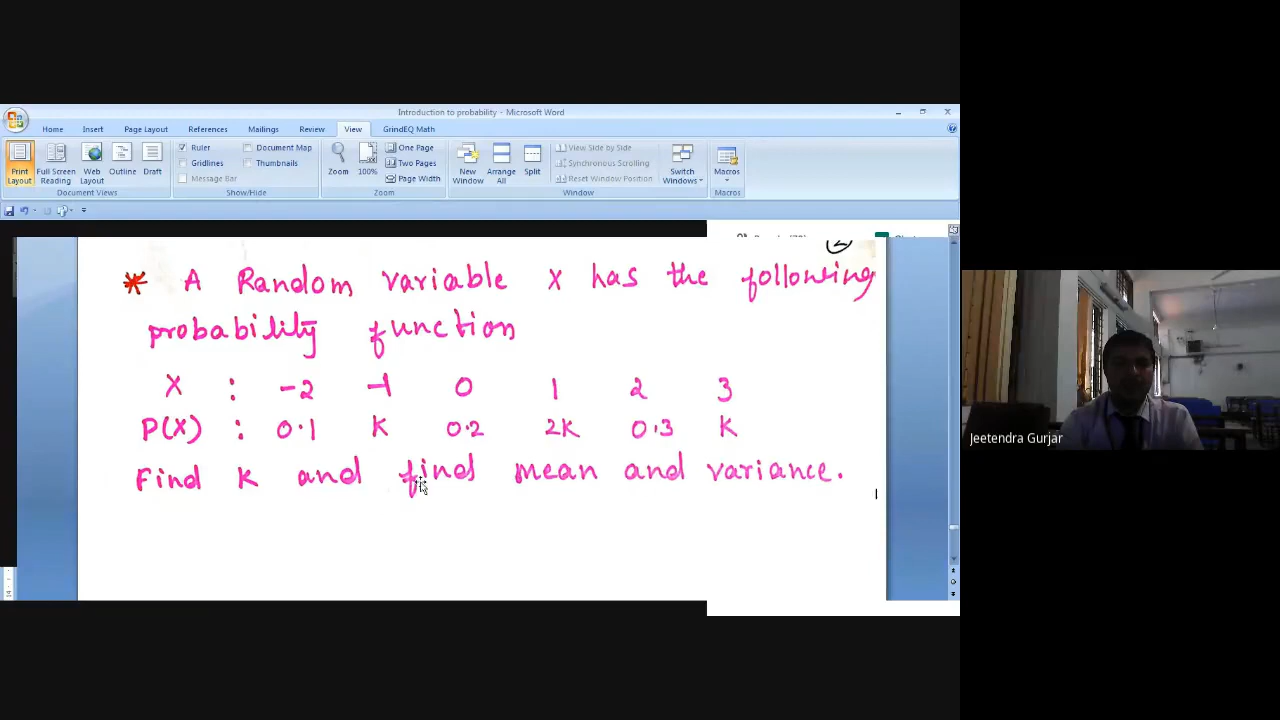 Introduction to probability - Microsoft Word
Home Insert Page Layout References Mailings Review View GrindEQ Math
Print Layout
Full Screen Reading
Web Layout
Outline
Draft
Document Views
Ruler
Gridlines
Message Bar
Document Map
Thumbnails
Show/Hide
Zoom
100%
One Page
Two Pages
Page Width
Zoom
New Window
Arrange All
Split
View Side by Side
Synchronous Scrolling
Reset Window Position
Window
Switch Windows
Macros
Macros
2
* A Random variable X has the following
probability function
X : -2 -1 0 1 2 3
P(X) : 0.1 K 0.2 2K 0.3 K
Find K and find mean and variance.
Jeetendra Gurjar